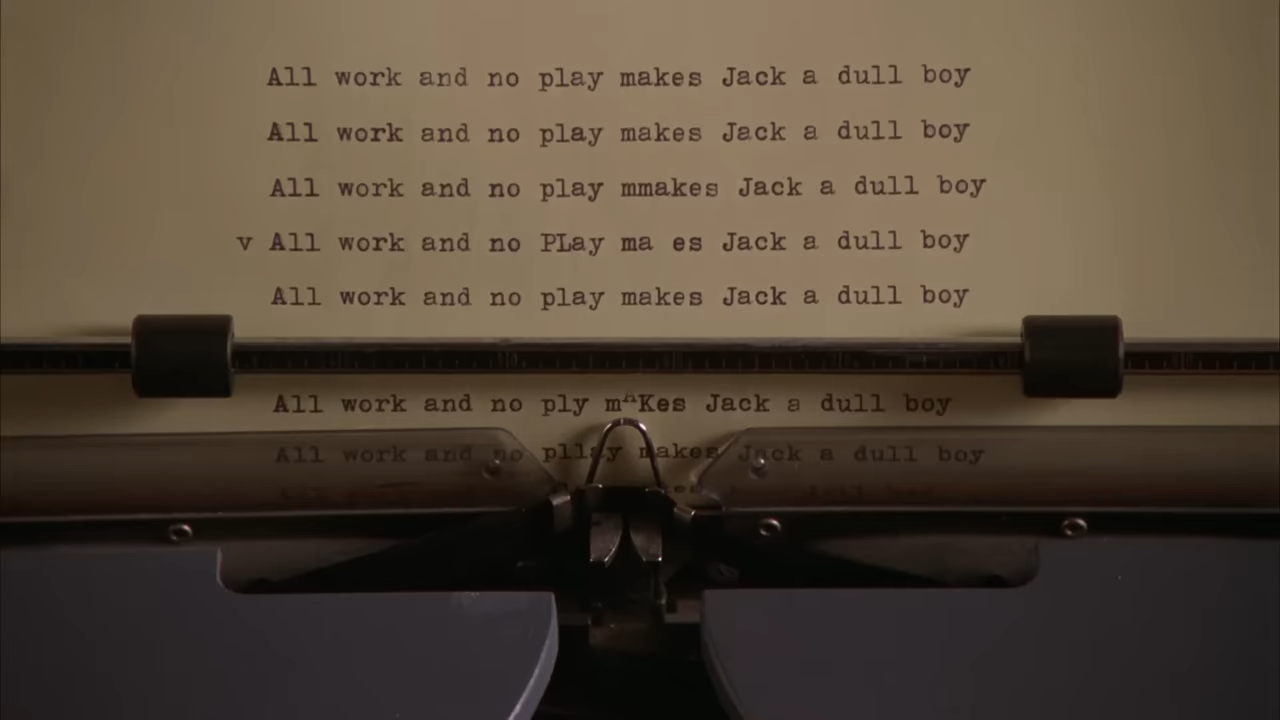 All work and no play makes Jack a dull boy
All work and no play makes Jack a dull boy
All work and no play mmakes Jack a dull boy
v All work and no PLay ma es Jack a dull boy
All work and no play makes Jack a dull boy
All work and no ply m^Kes Jack a dull boy
All work and no pllay makes Jack a dull boy